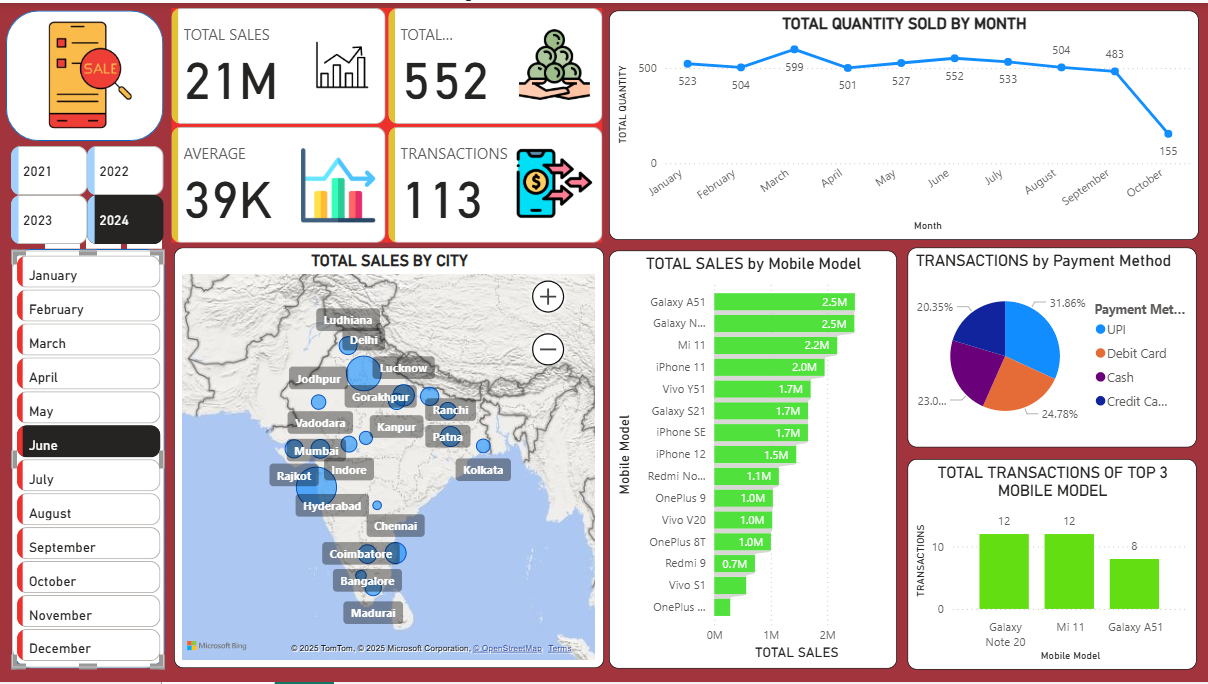 SALE
TOTAL SALES
21M
TOTAL...
552
AVERAGE
39K
TRANSACTIONS
113
2021
2022
2023
2024
January
February
March
April
May
June
July
August
September
October
November
December
TOTAL QUANTITY SOLD BY MONTH
TOTAL QUANTITY
500
0
523
504
599
501
527
552
533
504
483
155
January
February
March
April
May
June
July
August
September
October
Month
TOTAL SALES BY CITY
Ludhiana
Delhi
Lucknow
Jodhpur
Gorakhpur
Ranchi
Vadodara
Kanpur
Patna
Mumbai
Indore
Kolkata
Rajkot
Hyderabad
Chennai
Coimbatore
Bangalore
Madurai
Microsoft Bing
© 2025 TomTom, © 2025 Microsoft Corporation, © OpenStreetMap Terms
TOTAL SALES by Mobile Model
Mobile Model
Galaxy A51 2.5M
Galaxy N... 2.5M
Mi 11 2.2M
iPhone 11 2.0M
Vivo Y51 1.7M
Galaxy S21 1.7M
iPhone SE 1.7M
iPhone 12 1.5M
Redmi No... 1.1M
OnePlus 9 1.0M
Vivo V20 1.0M
OnePlus 8T 1.0M
Redmi 9 0.7M
Vivo S1
OnePlus ...
0M 1M 2M
TOTAL SALES
TRANSACTIONS by Payment Method
20.35%
31.86%
23.0...
24.78%
Payment Met...
UPI
Debit Card
Cash
Credit Ca...
TOTAL TRANSACTIONS OF TOP 3
MOBILE MODEL
TRANSACTIONS
10
0
12
12
8
Galaxy
Note 20
Mi 11
Galaxy A51
Mobile Model